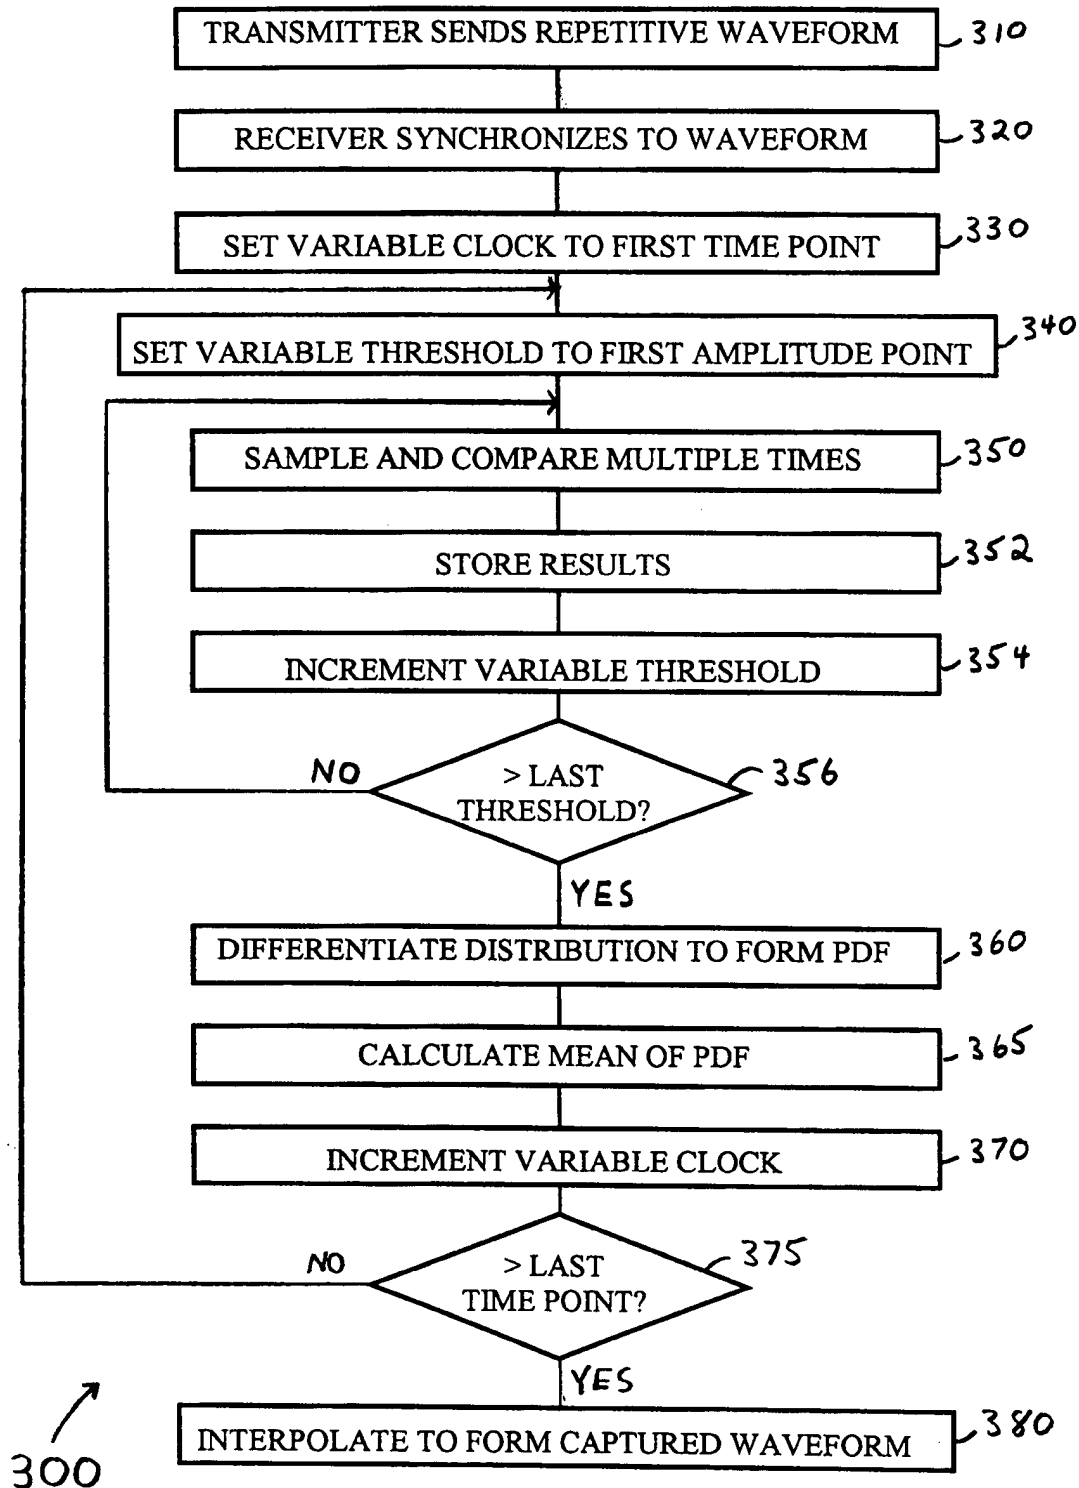 TRANSMITTER SENDS REPETITIVE WAVEFORM 310
RECEIVER SYNCHRONIZES TO WAVEFORM 320
SET VARIABLE CLOCK TO FIRST TIME POINT 330
SET VARIABLE THRESHOLD TO FIRST AMPLITUDE POINT 340
SAMPLE AND COMPARE MULTIPLE TIMES 350
STORE RESULTS 352
INCREMENT VARIABLE THRESHOLD 354
NO
> LAST
THRESHOLD?
356
YES
DIFFERENTIATE DISTRIBUTION TO FORM PDF 360
CALCULATE MEAN OF PDF 365
INCREMENT VARIABLE CLOCK 370
NO
> LAST
TIME POINT?
375
YES
INTERPOLATE TO FORM CAPTURED WAVEFORM 380
300